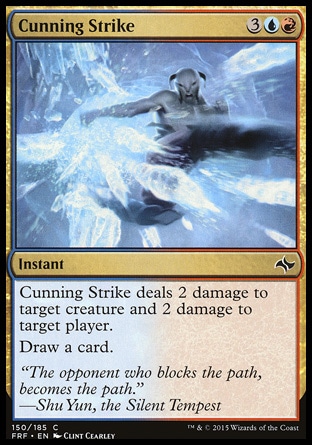 Cunning Strike 3
Instant
Cunning Strike deals 2 damage to
target creature and 2 damage to
target player.
Draw a card.
“The opponent who blocks the path,
becomes the path.”
—Shu Yun, the Silent Tempest
150/185 C
FRF • EN CLINT CEARLEY
™ & © 2015 Wizards of the Coast